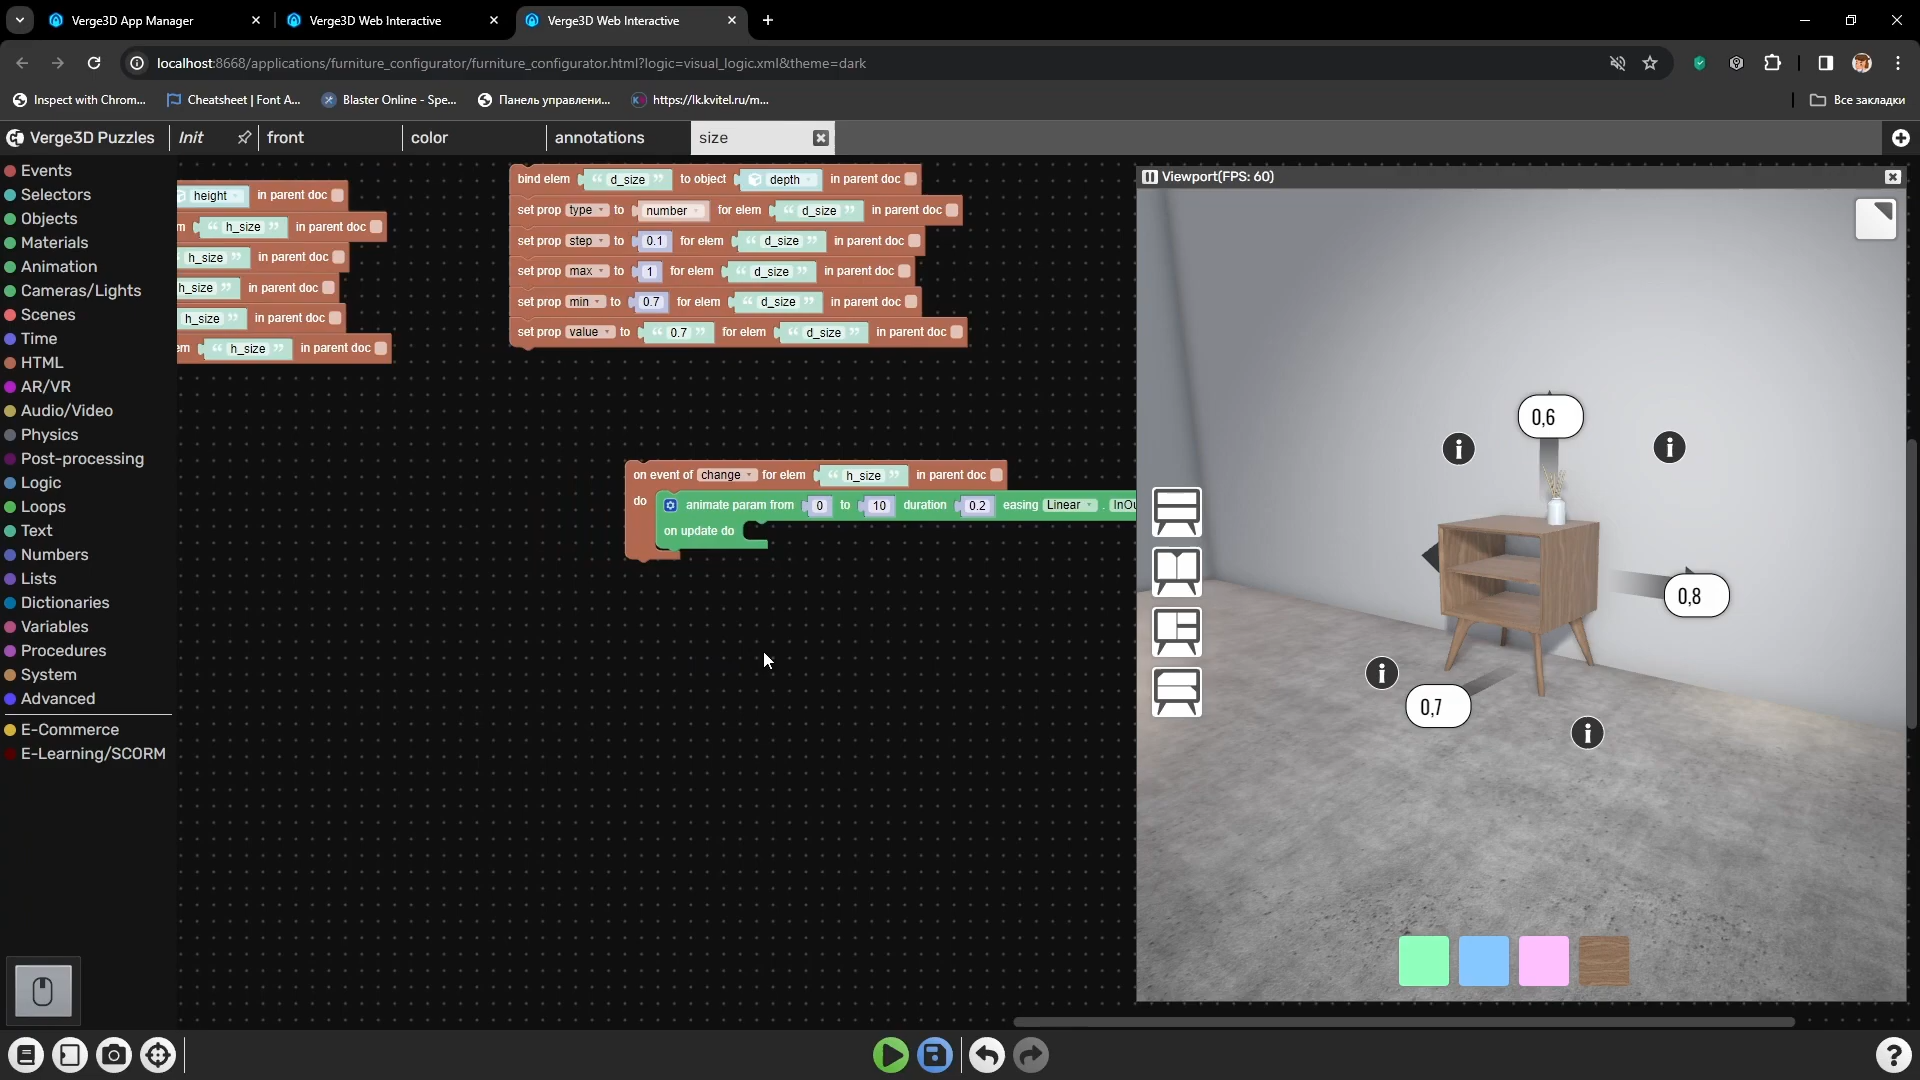 Verge3D App Manager
Verge3D Web Interactive
Verge3D Web Interactive
localhost:8668/applications/furniture_configurator/furniture_configurator.html?logic=visual_logic.xml&theme=dark
Inspect with Chrom...
Cheatsheet | Font A...
Blaster Online - Spe...
Панель управлени...
https://lk.kvitel.ru/m...
Все закладки
Verge3D Puzzles
Init
front
color
annotations
size
Events
Selectors
Objects
Materials
Animation
Cameras/Lights
Scenes
Time
HTML
AR/VR
Audio/Video
Physics
Post-processing
Logic
Loops
Text
Numbers
Lists
Dictionaries
Variables
Procedures
System
Advanced
E-Commerce
E-Learning/SCORM
height in parent doc
m “ h_size ” in parent doc
h_size ” in parent doc
h_size ” in parent doc
h_size ” in parent doc
em “ h_size ” in parent doc
bind elem “ d_size ” to object depth in parent doc
set prop type to number for elem “ d_size ” in parent doc
set prop step to 0.1 for elem “ d_size ” in parent doc
set prop max to 1 for elem “ d_size ” in parent doc
set prop min to 0.7 for elem “ d_size ” in parent doc
set prop value to “ 0.7 ” for elem “ d_size ” in parent doc
on event of change for elem “ h_size ” in parent doc
do animate param from 0 to 10 duration 0.2 easing Linear . InOu
on update do
Viewport(FPS: 60)
0,6
0,8
0,7
i
i
i
i
?